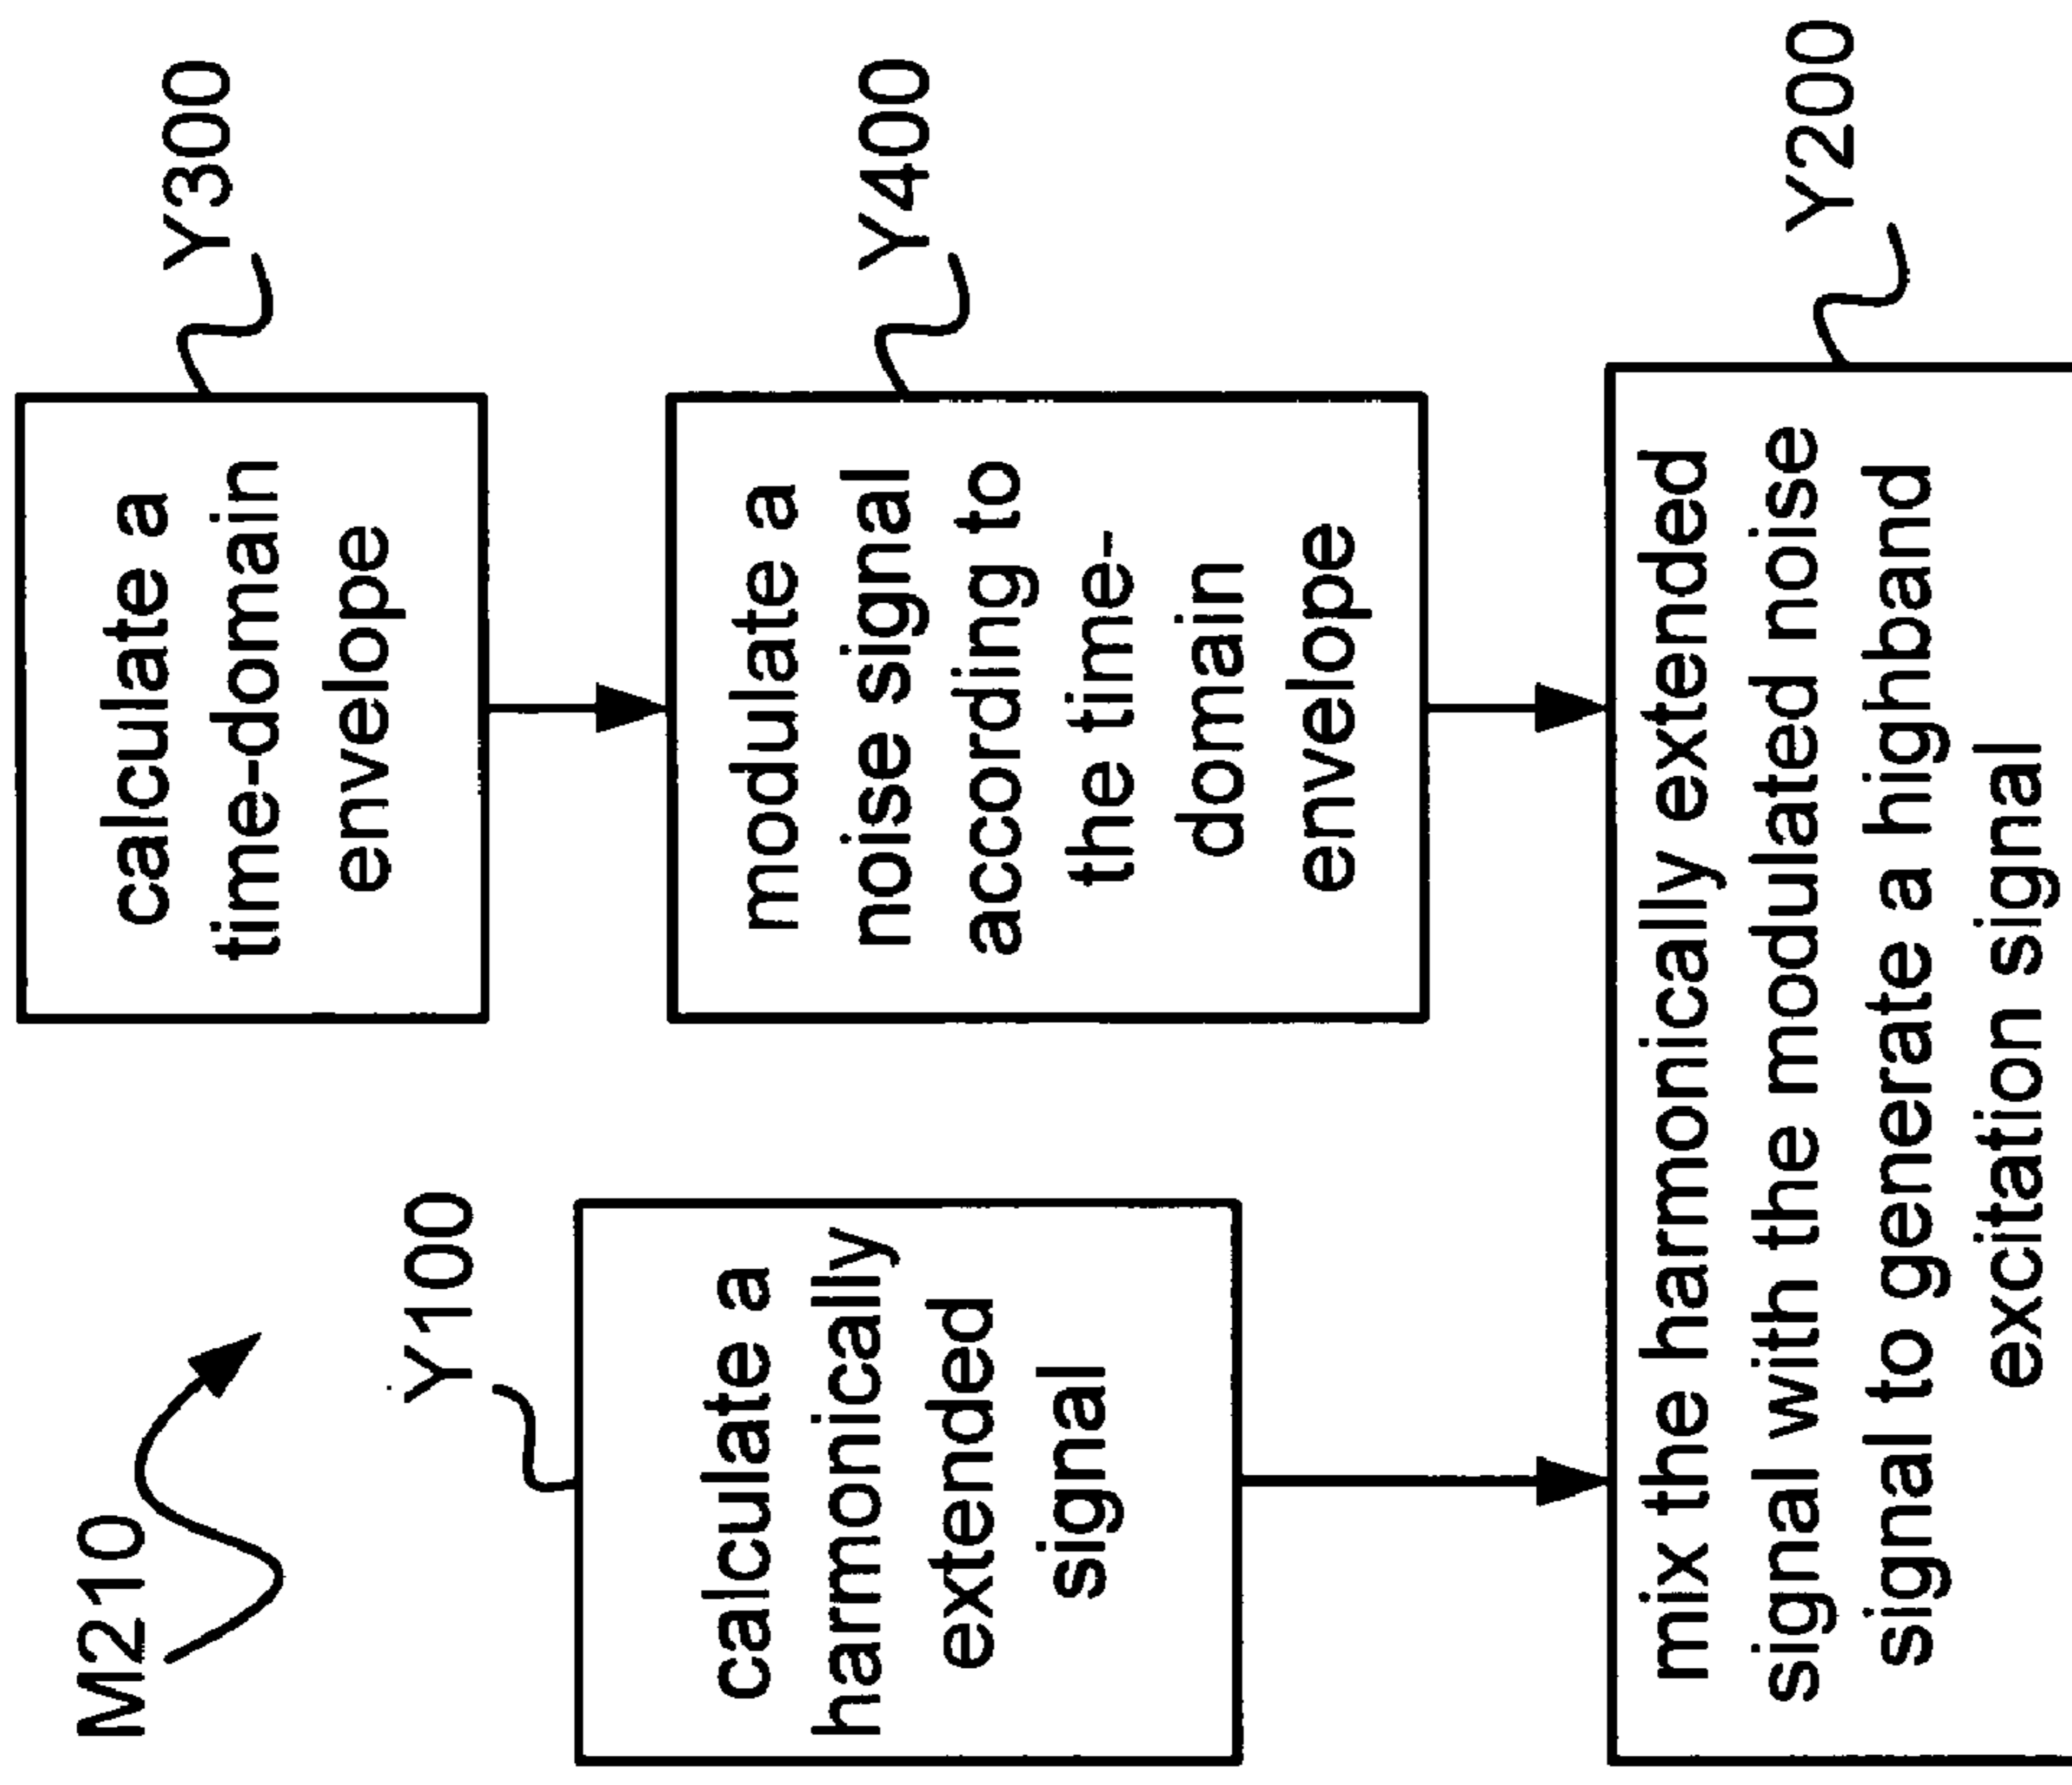 M210
Y100
calculate a
harmonically
extended
signal
Y300
calculate a
time-domain
envelope
Y400
modulate a
noise signal
according to
the time-
domain
envelope
Y200
mix the harmonically extended
signal with the modulated noise
signal to generate a highband
excitation signal